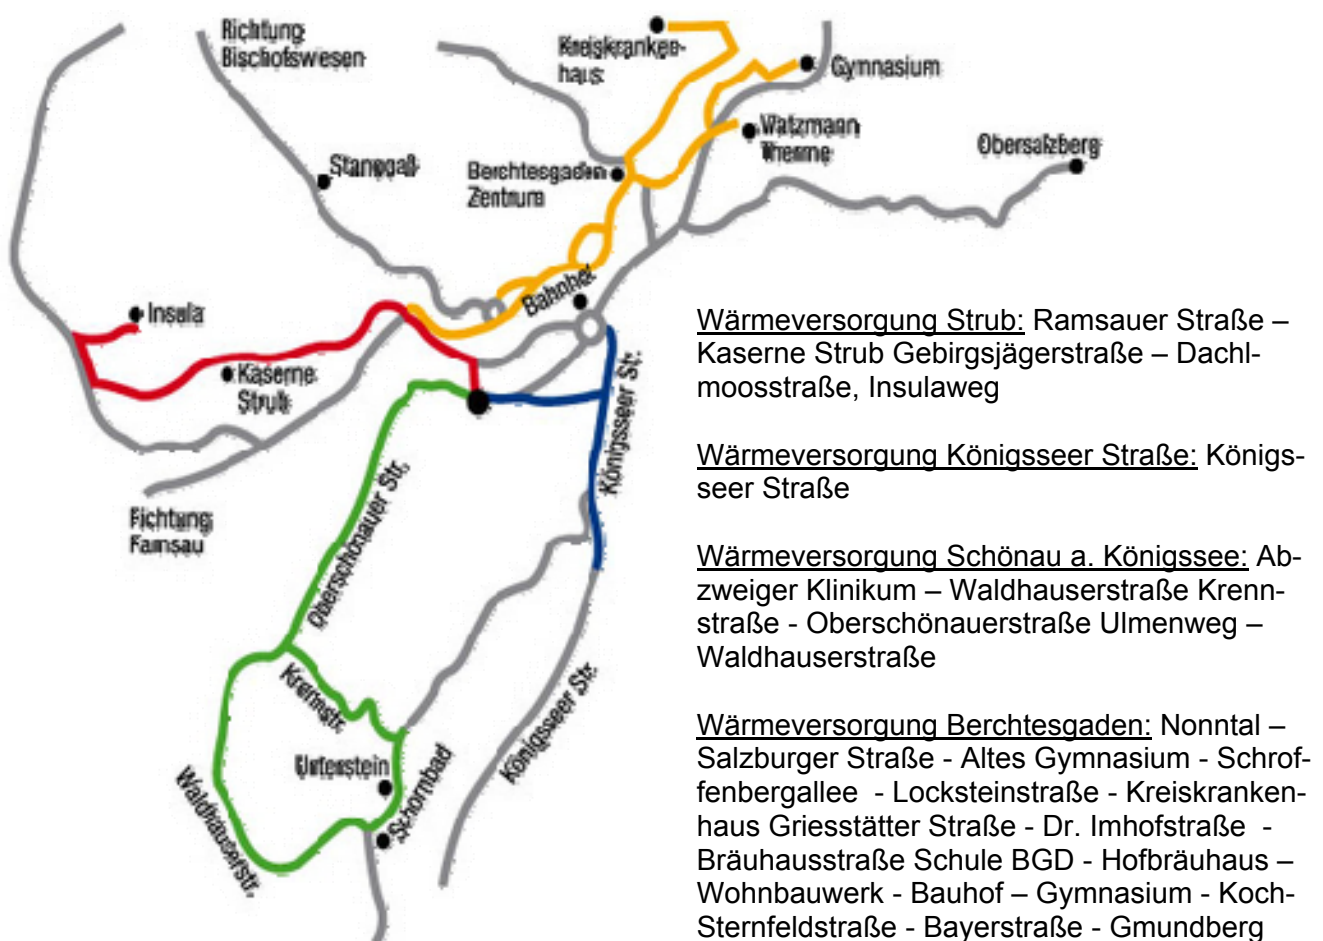 Richtung
Bischofswiesen
Kreiskranken-
haus
Gymnasium
Watzmann
Therme
Obersalzberg
Stanggaß
Berchtesgaden
Zentrum
Bahnhof
Insula
Kaserne
Strub
Königsseer Str.
Oberschönauer Str.
Richtung
Ramsau
Krennstr.
Unterstein
Schornbad
Waldhauserstr.
Königsseer Str.
Wärmeversorgung Strub: Ramsauer Straße –
Kaserne Strub Gebirgsjägerstraße – Dachl-
moosstraße, Insulaweg
Wärmeversorgung Königsseer Straße: Königs-
seer Straße
Wärmeversorgung Schönau a. Königssee: Ab-
zweiger Klinikum – Waldhauserstraße Krenn-
straße - Oberschönauerstraße Ulmenweg –
Waldhauserstraße
Wärmeversorgung Berchtesgaden: Nonntal –
Salzburger Straße - Altes Gymnasium - Schrof-
fenbergallee - Locksteinstraße - Kreiskranken-
haus Griesstätter Straße - Dr. Imhofstraße -
Bräuhausstraße Schule BGD - Hofbräuhaus –
Wohnbauwerk - Bauhof – Gymnasium - Koch-
Sternfeldstraße - Bayerstraße - Gmundberg